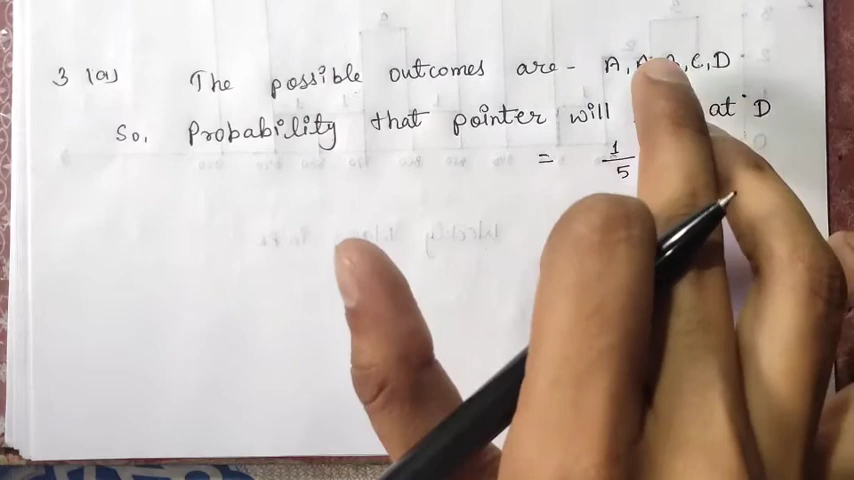 3 (a) The possible outcomes are - A, A, C, D
So, Probability that pointer will at D
= 1/5